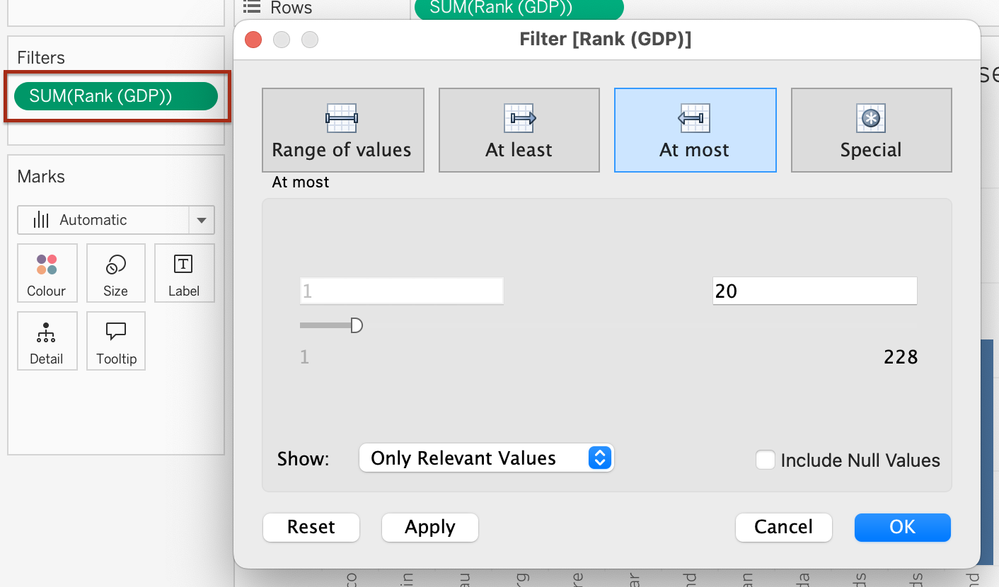 Rows
SUM(Rank (GDP))
Filters
SUM(Rank (GDP))
Marks
Automatic
Colour
Size
Label
Detail
Tooltip
Filter [Rank (GDP)]
Range of values
At least
At most
Special
At most
1
20
1
228
Show:
Only Relevant Values
Include Null Values
Reset
Apply
Cancel
OK